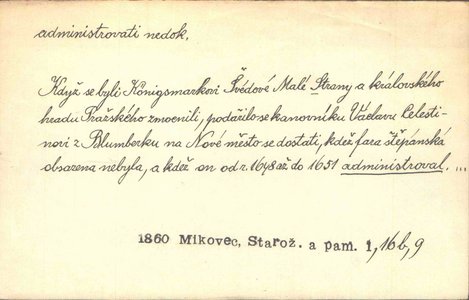 administrovati nedok.
Když se byli Königsmarkovi Švédové Malé Strany a královského
hradu Pražského zmocnili, podařilo se kanovníku Václavu Celesti-
novi z Blumberku na Nové město se dostati, kdež fara štěpánská
obsazena nebyla, a kdež on od r. 1648 až do 1651 administroval. ...
1860 Mikovec, Starož. a pam. 1, 16b, 9